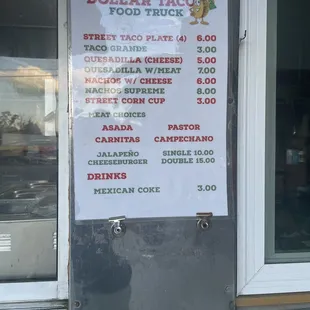 DOLLAR TACO
FOOD TRUCK
STREET TACO PLATE (4) 6.00
TACO GRANDE 3.00
QUESADILLA (CHEESE) 5.00
QUESADILLA W/MEAT 7.00
NACHOS W/ CHEESE 6.00
NACHOS SUPREME 8.00
STREET CORN CUP 3.00
MEAT CHOICES
ASADA PASTOR
CARNITAS CAMPECHANO
JALAPEÑO SINGLE 10.00
CHEESEBURGER DOUBLE 15.00
DRINKS
MEXICAN COKE 3.00